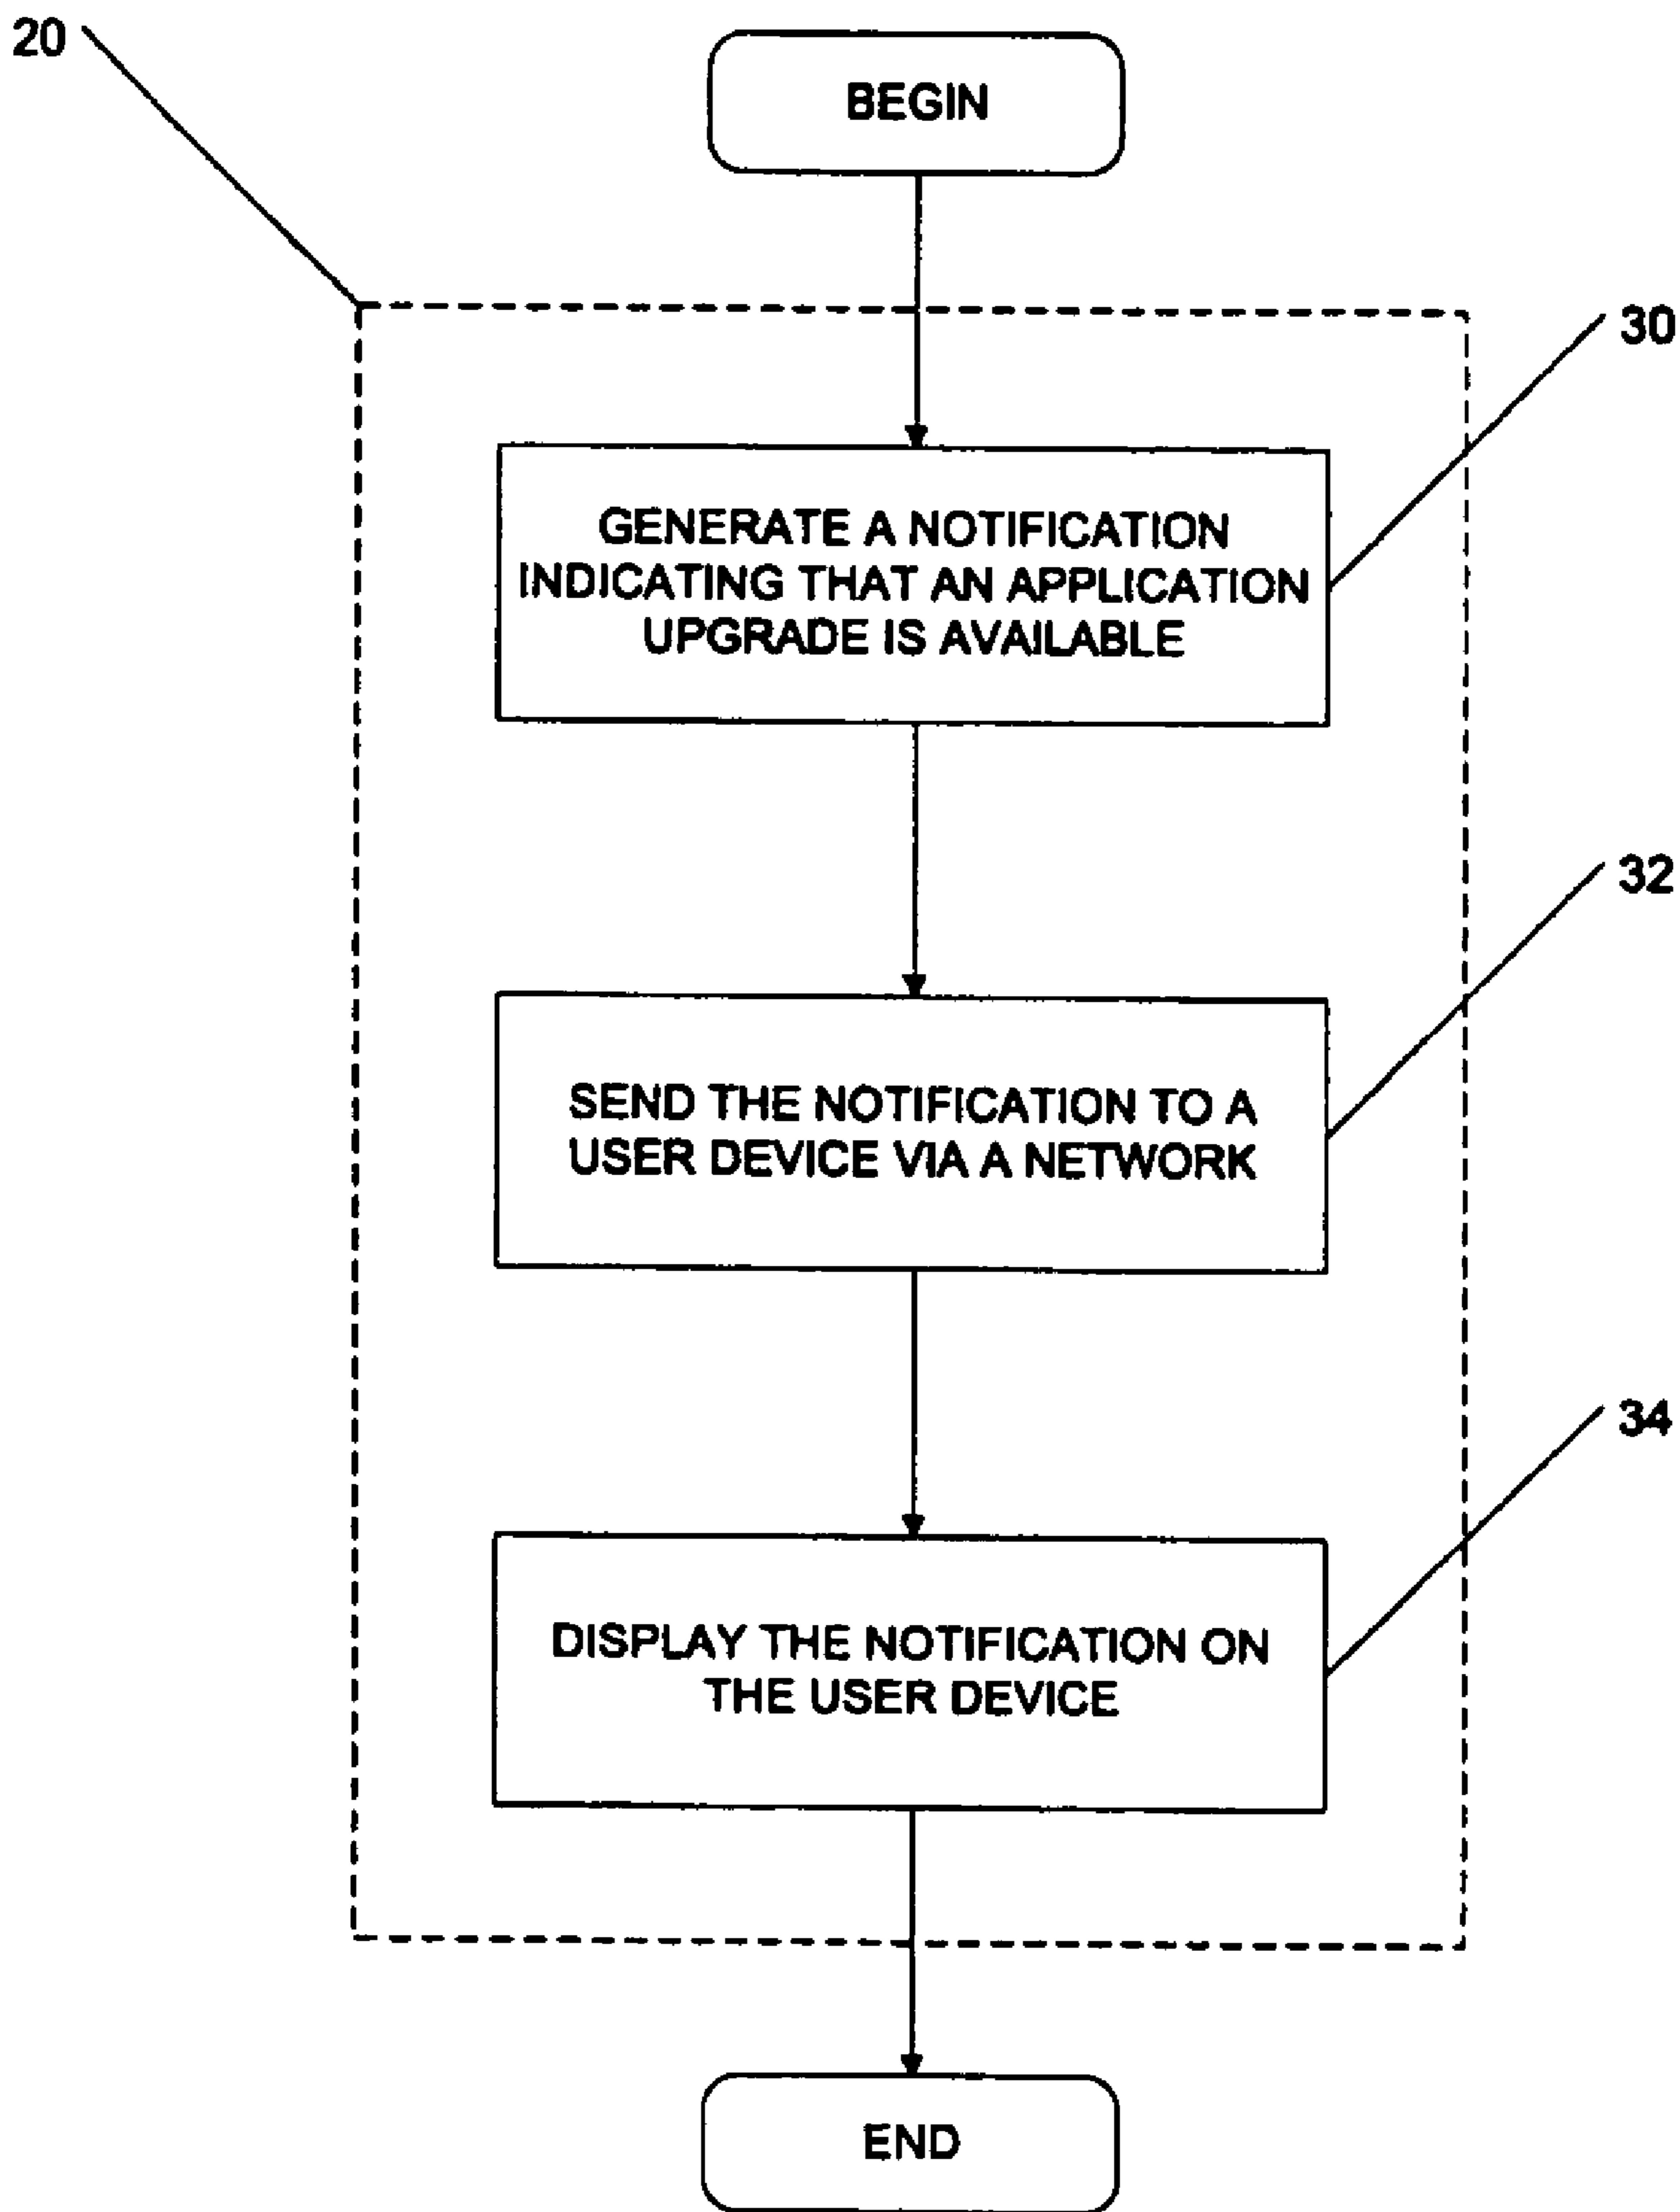 20
BEGIN
30
GENERATE A NOTIFICATION
INDICATING THAT AN APPLICATION
UPGRADE IS AVAILABLE
32
SEND THE NOTIFICATION TO A
USER DEVICE VIA A NETWORK
34
DISPLAY THE NOTIFICATION ON
THE USER DEVICE
END